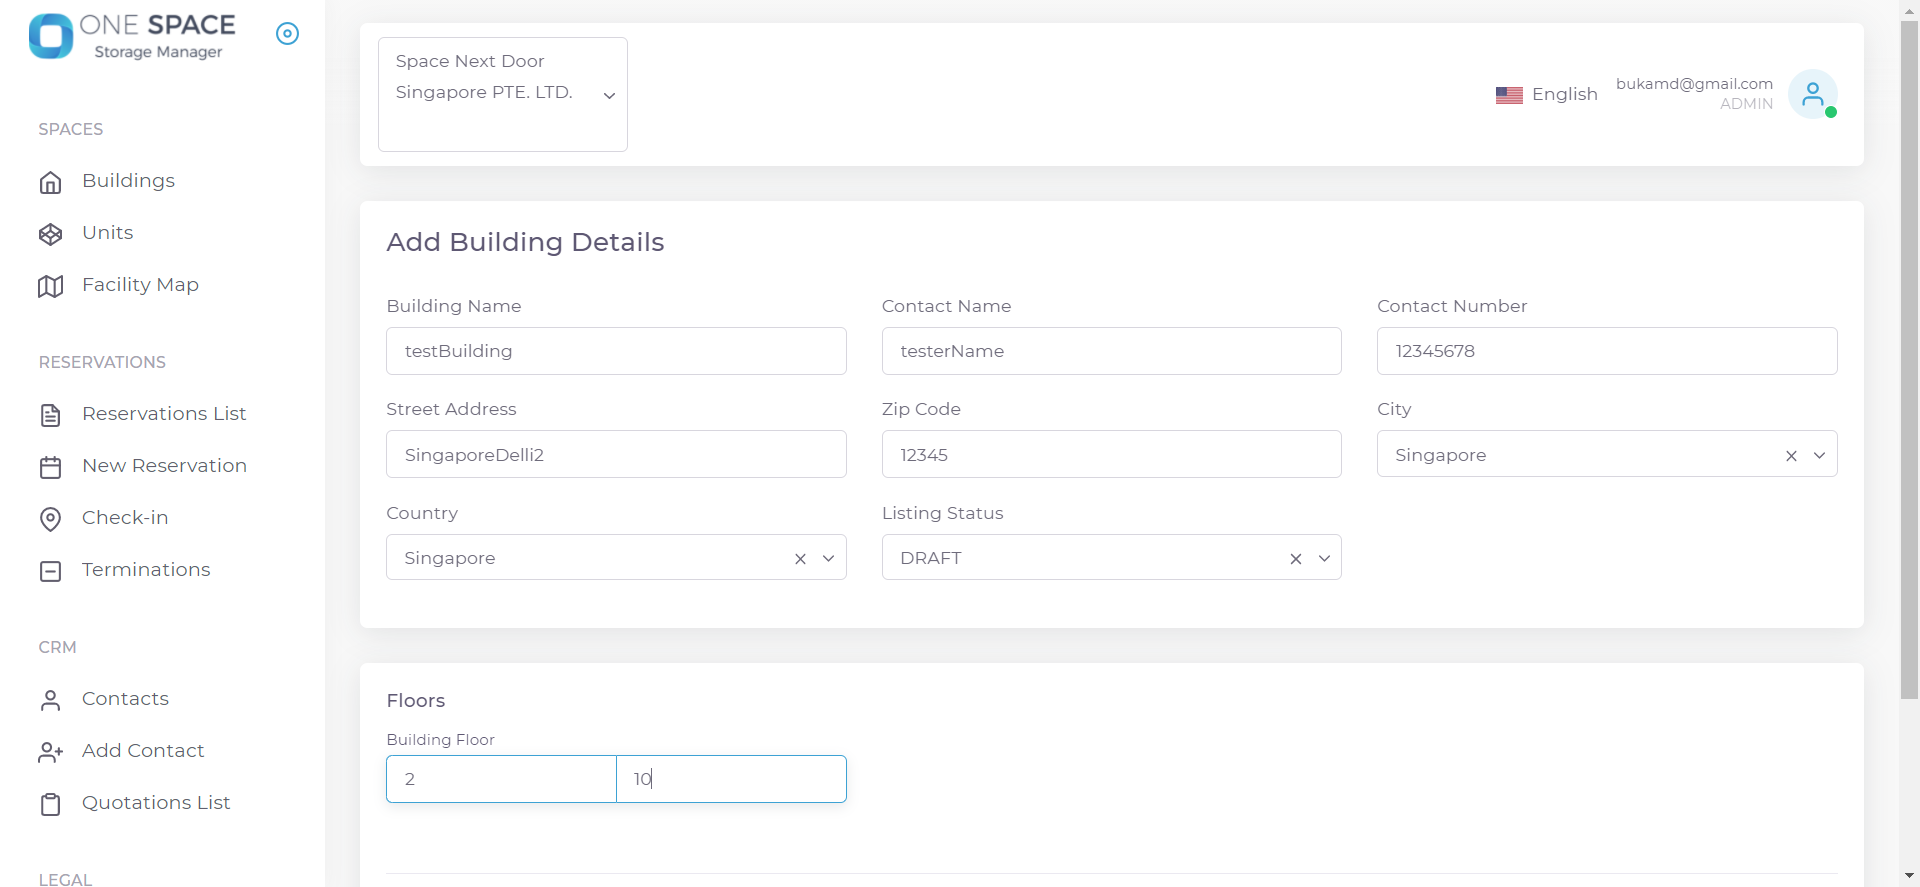 ONE SPACE
Storage Manager
SPACES
Buildings
Units
Facility Map
RESERVATIONS
Reservations List
New Reservation
Check-in
Terminations
CRM
Contacts
Add Contact
Quotations List
LEGAL
Space Next Door
Singapore PTE. LTD.
English
bukamd@gmail.com
ADMIN
Add Building Details
Building Name
Contact Name
Contact Number
testBuilding
testerName
12345678
Street Address
Zip Code
City
SingaporeDelli2
12345
Singapore
Country
Listing Status
Singapore
DRAFT
Floors
Building Floor
2
10